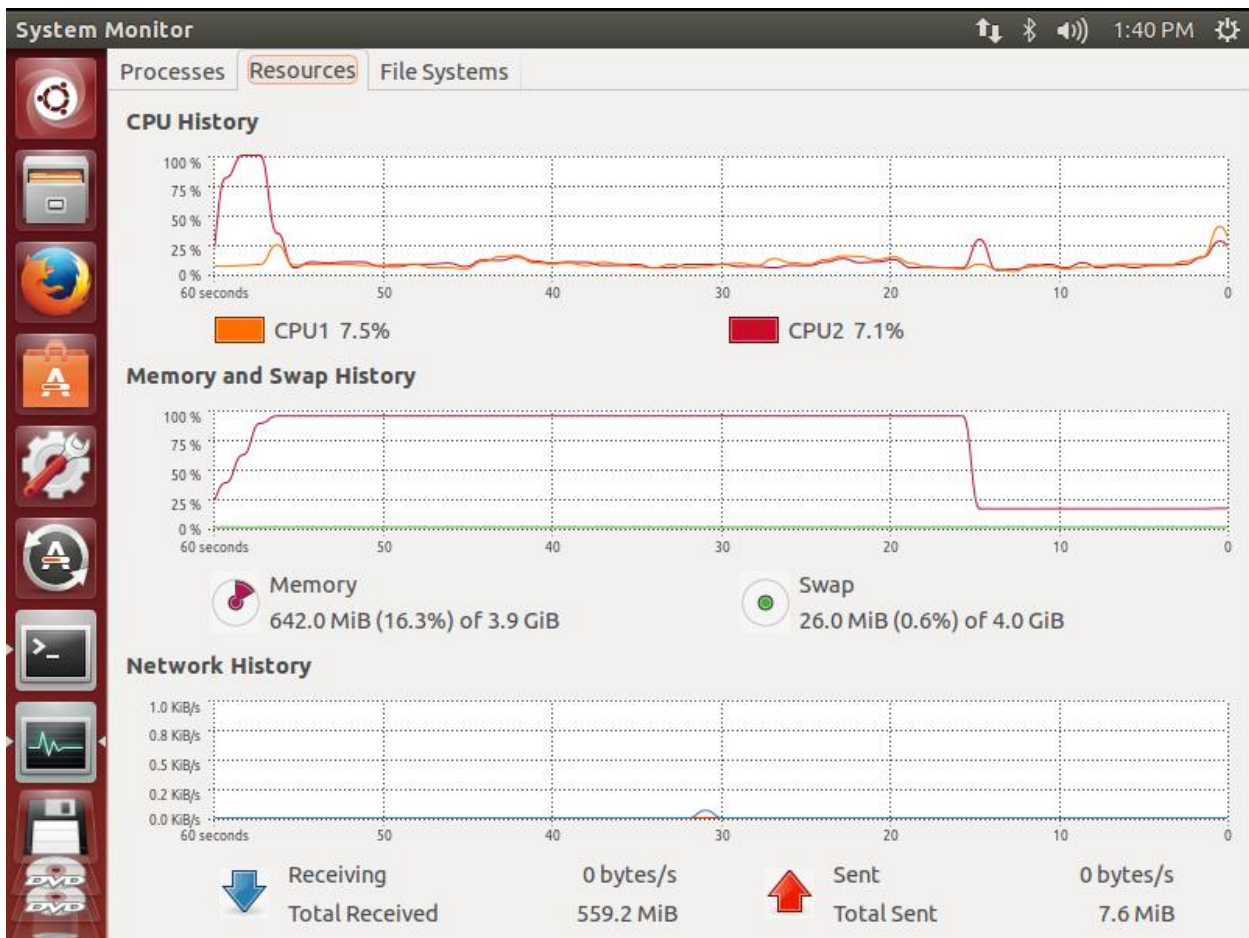 System Monitor 1:40 PM
Processes Resources File Systems
CPU History
100 %
75 %
50 %
25 %
0 %
60 seconds 50 40 30 20 10 0
CPU1 7.5% CPU2 7.1%
Memory and Swap History
100 %
75 %
50 %
25 %
0 %
60 seconds 50 40 30 20 10 0
Memory Swap
642.0 MiB (16.3%) of 3.9 GiB 26.0 MiB (0.6%) of 4.0 GiB
Network History
1.0 KiB/s
0.8 KiB/s
0.5 KiB/s
0.2 KiB/s
0.0 KiB/s
60 seconds 50 40 30 20 10 0
Receiving 0 bytes/s Sent 0 bytes/s
Total Received 559.2 MiB Total Sent 7.6 MiB
A
A
>_
DVD
DVD